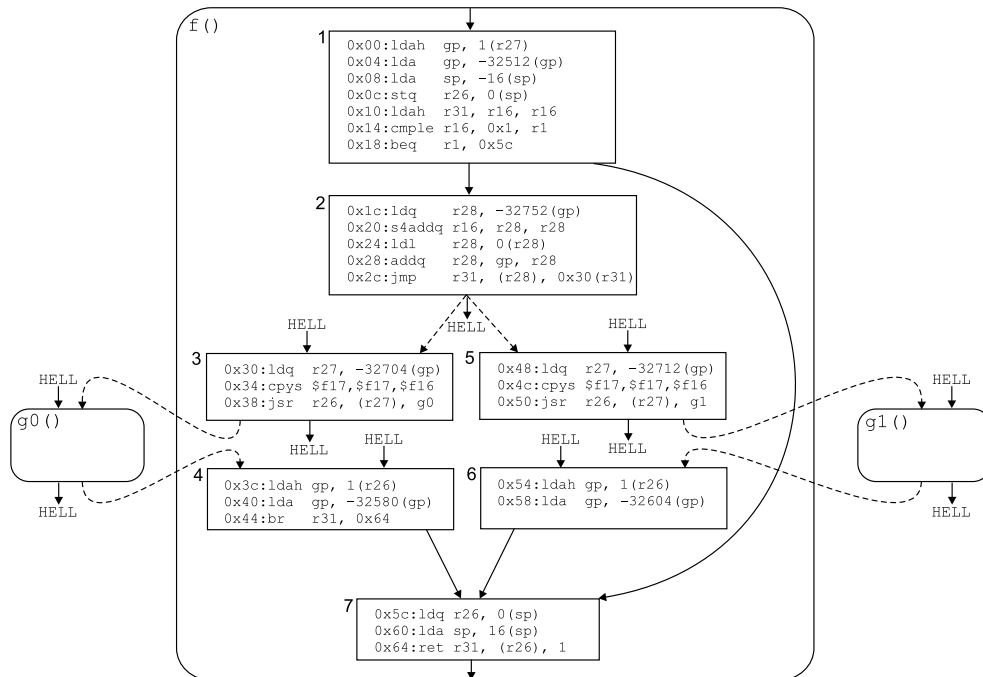 f()
1
0x00:ldah gp, 1(r27)
0x04:lda gp, -32512(gp)
0x08:lda sp, -16(sp)
0x0c:stq r26, 0(sp)
0x10:ldah r31, r16, r16
0x14:cmple r16, 0x1, r1
0x18:beq r1, 0x5c
2
0x1c:ldq r28, -32752(gp)
0x20:s4addq r16, r28, r28
0x24:ldl r28, 0(r28)
0x28:addq r28, gp, r28
0x2c:jmp r31, (r28), 0x30(r31)
HELL
HELL
HELL
3
0x30:ldq r27, -32704(gp)
0x34:cpys $f17,$f17,$f16
0x38:jsr r26, (r27), g0
5
0x48:ldq r27, -32712(gp)
0x4c:cpys $f17,$f17,$f16
0x50:jsr r26, (r27), g1
HELL
g0()
HELL
HELL
g1()
HELL
HELL
HELL
HELL
HELL
4
0x3c:ldah gp, 1(r26)
0x40:lda gp, -32580(gp)
0x44:br r31, 0x64
6
0x54:ldah gp, 1(r26)
0x58:lda gp, -32604(gp)
HELL
7
0x5c:ldq r26, 0(sp)
0x60:lda sp, 16(sp)
0x64:ret r31, (r26), 1